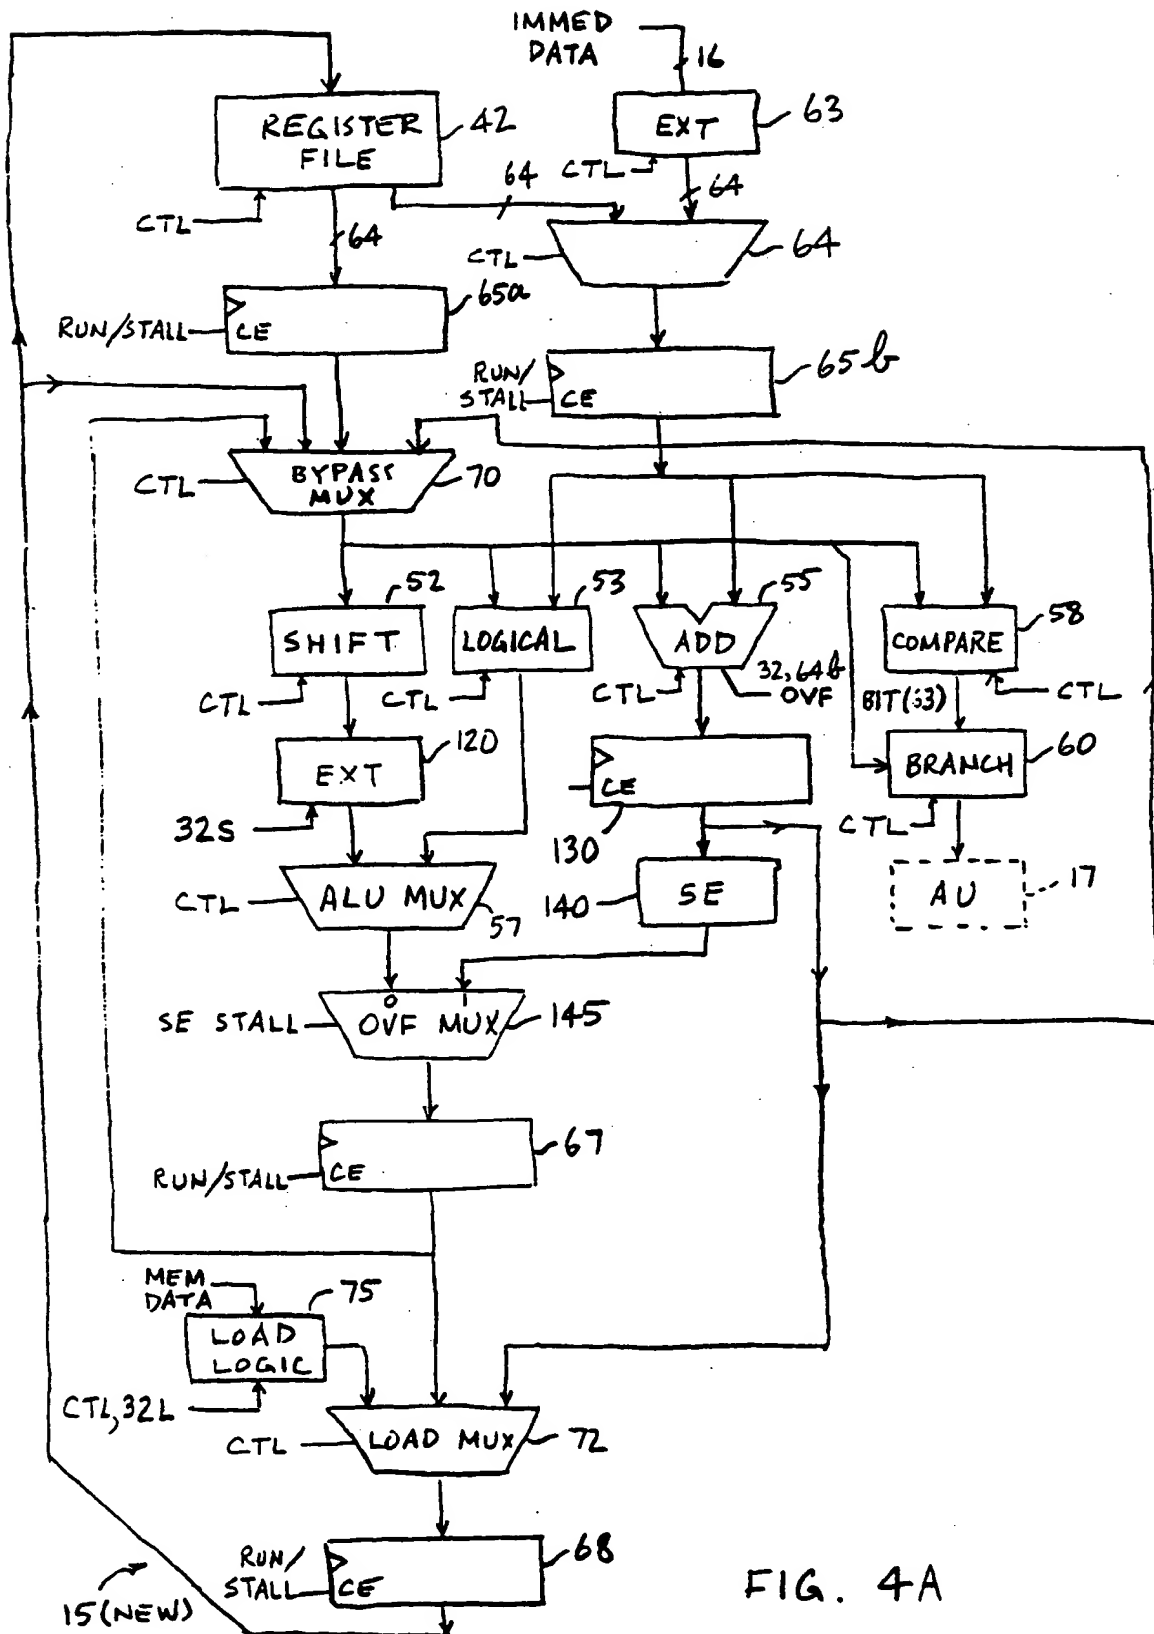 IMMED
DATA
16
REGISTER
FILE
42
EXT
63
CTL
64
64
CTL
64
CTL
64
65a
RUN/STALL
CE
RUN/
STALL
CE
65b
CTL
BYPASS
MUX
70
52
53
55
58
SHIFT
LOGICAL
ADD
COMPARE
CTL
CTL
CTL
32, 64b
OVF
BIT(63)
CTL
EXT
120
CE
BRANCH
60
32S
130
CTL
CTL
ALU MUX
57
140
SE
AU
17
SE STALL
0
1
OVF MUX
145
RUN/STALL
CE
67
MEM
DATA
75
LOAD
LOGIC
CTL, 32L
CTL
LOAD MUX
72
RUN/
STALL
CE
68
15 (NEW)
FIG. 4A